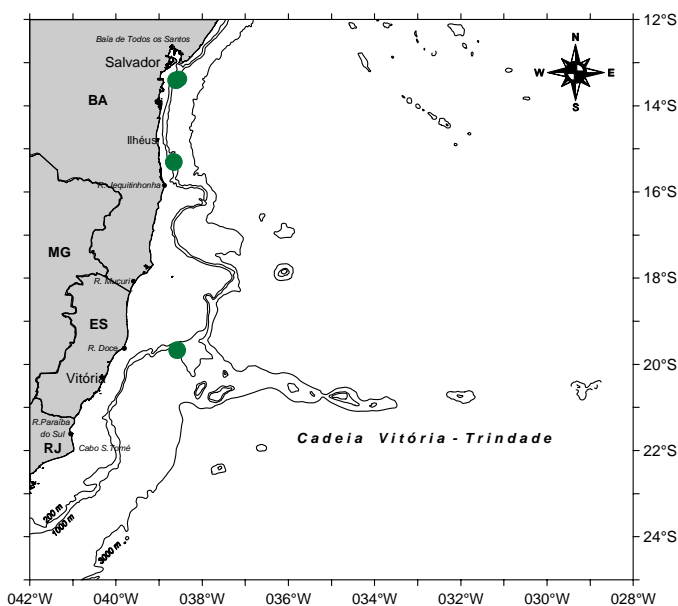 12°S
Baía de Todos os Santos
Salvador
N
W E
S
BA
14°S
Ilhéus
R. Jequitinhonha
16°S
MG
R. Mucuri
18°S
ES
R. Doce
20°S
Vitória
R.Paraíba
do Sul
RJ
Cabo S.Tomé
Cadeia Vitória - Trindade
22°S
200 m
1000 m
3000 m
24°S
042°W 040°W 038°W 036°W 034°W 032°W 030°W 028°W